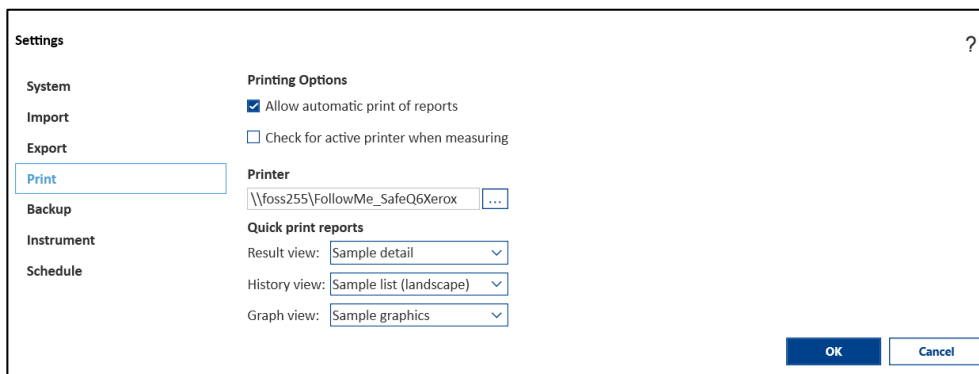 Settings
?
System
Import
Export
Print
Backup
Instrument
Schedule
Printing Options
Allow automatic print of reports
Check for active printer when measuring
Printer
\\foss255\FollowMe_SafeQ6Xerox
...
Quick print reports
Result view: Sample detail
History view: Sample list (landscape)
Graph view: Sample graphics
OK
Cancel